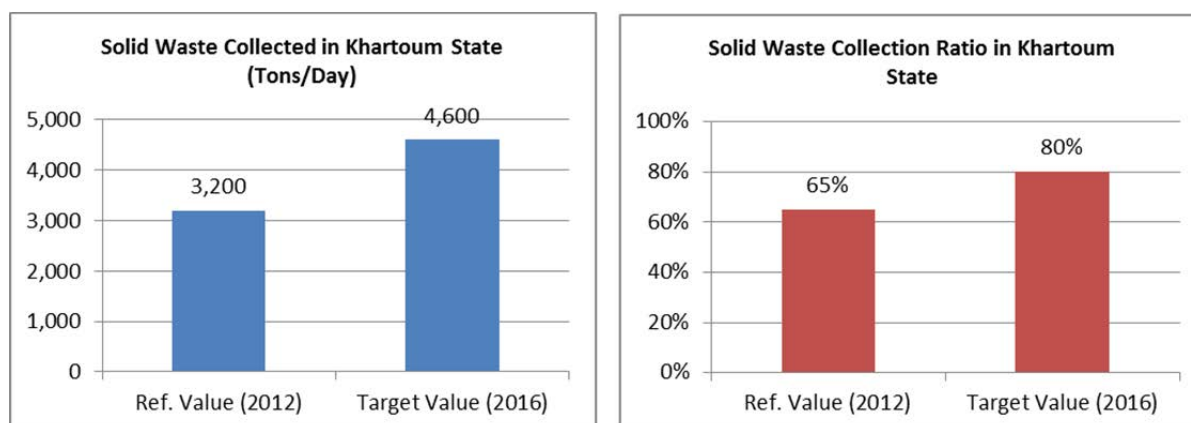 Solid Waste Collected in Khartoum State
(Tons/Day)
5,000
4,000
3,000
2,000
1,000
0
3,200
4,600
Ref. Value (2012)
Target Value (2016)
Solid Waste Collection Ratio in Khartoum
State
100%
80%
60%
40%
20%
0%
65%
80%
Ref. Value (2012)
Target Value (2016)